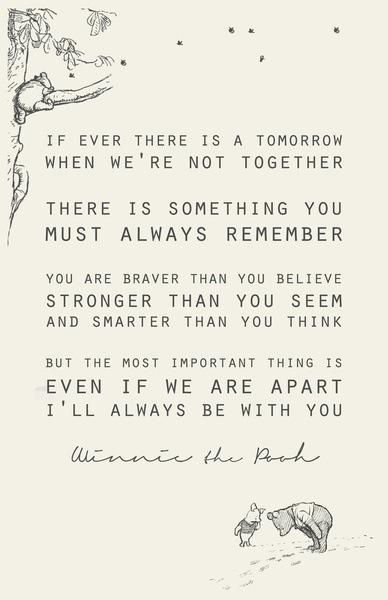 IF EVER THERE IS A TOMORROW
WHEN WE'RE NOT TOGETHER
THERE IS SOMETHING YOU
MUST ALWAYS REMEMBER
YOU ARE BRAVER THAN YOU BELIEVE
STRONGER THAN YOU SEEM
AND SMARTER THAN YOU THINK
BUT THE MOST IMPORTANT THING IS
EVEN IF WE ARE APART
I'LL ALWAYS BE WITH YOU
Winnie the Pooh